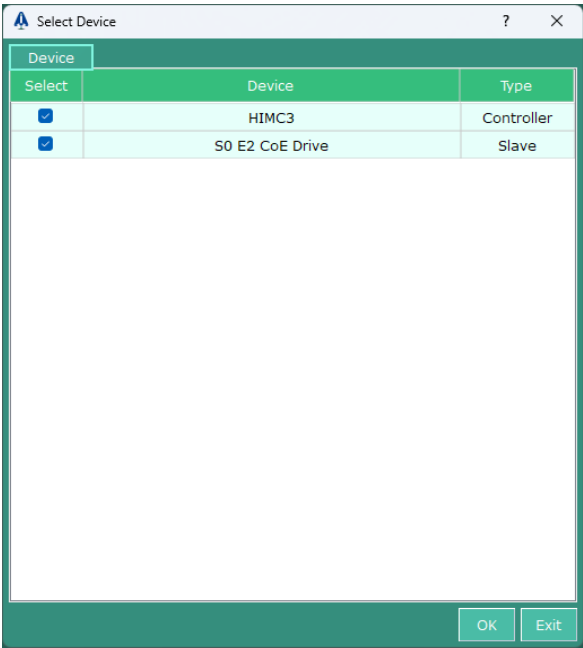 Select Device
?
Device
Select Device Type
HIMC3 Controller
S0 E2 CoE Drive Slave
OK Exit